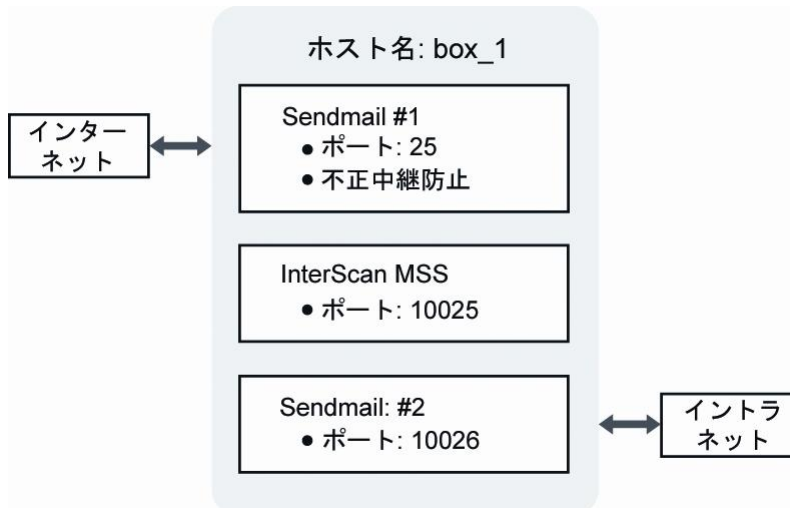 ホスト名: box_1
Sendmail #1
● ポート: 25
● 不正中継防止
インター
ネット
InterScan MSS
● ポート: 10025
Sendmail: #2
● ポート: 10026
イントラ
ネット